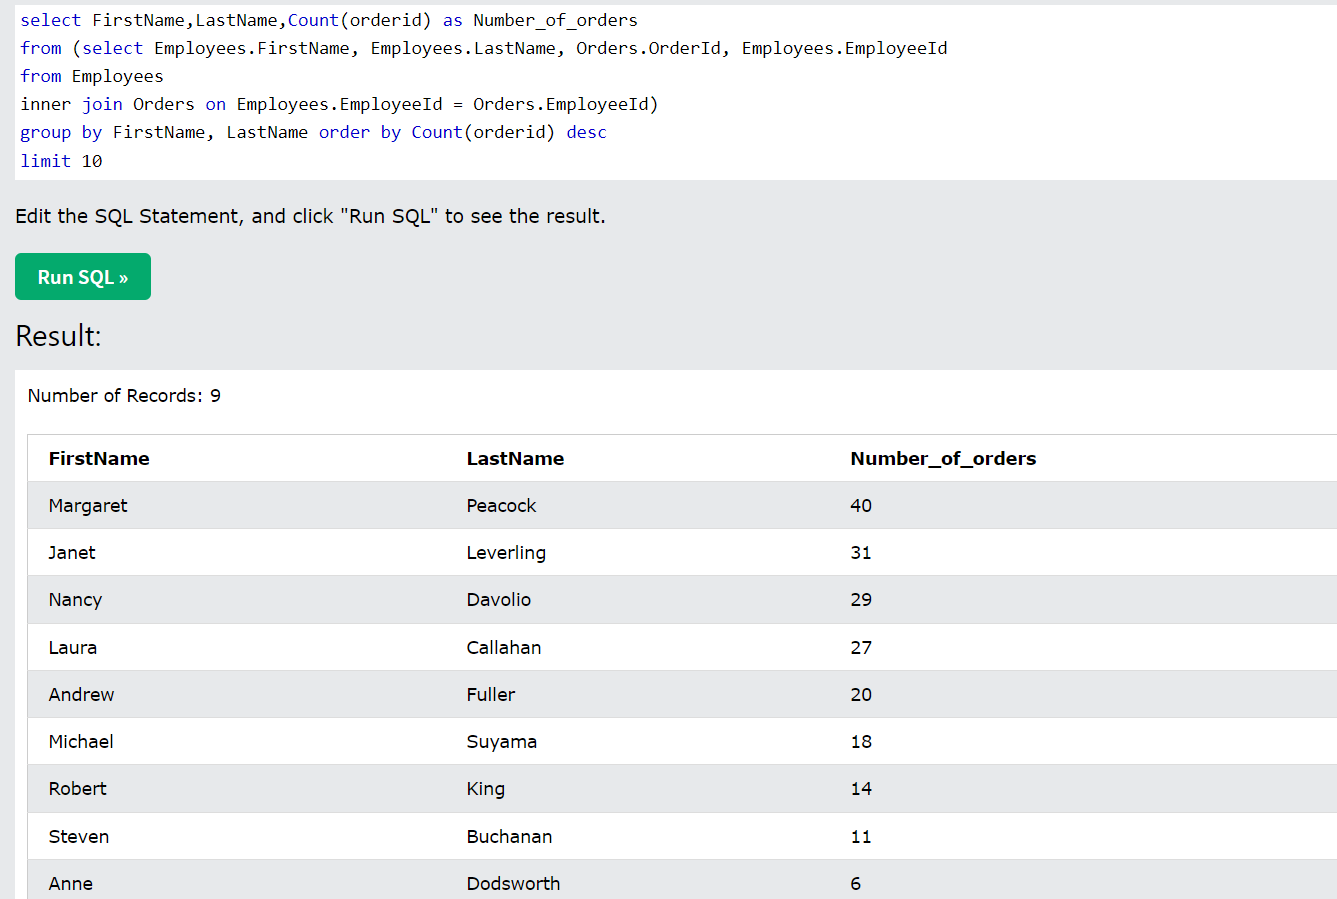 select FirstName,LastName,Count(orderid) as Number_of_orders
from (select Employees.FirstName, Employees.LastName, Orders.OrderId, Employees.EmployeeId
from Employees
inner join Orders on Employees.EmployeeId = Orders.EmployeeId)
group by FirstName, LastName order by Count(orderid) desc
limit 10
Edit the SQL Statement, and click "Run SQL" to see the result.
Run SQL »
Result:
Number of Records: 9
FirstName LastName Number_of_orders
Margaret Peacock 40
Janet Leverling 31
Nancy Davolio 29
Laura Callahan 27
Andrew Fuller 20
Michael Suyama 18
Robert King 14
Steven Buchanan 11
Anne Dodsworth 6